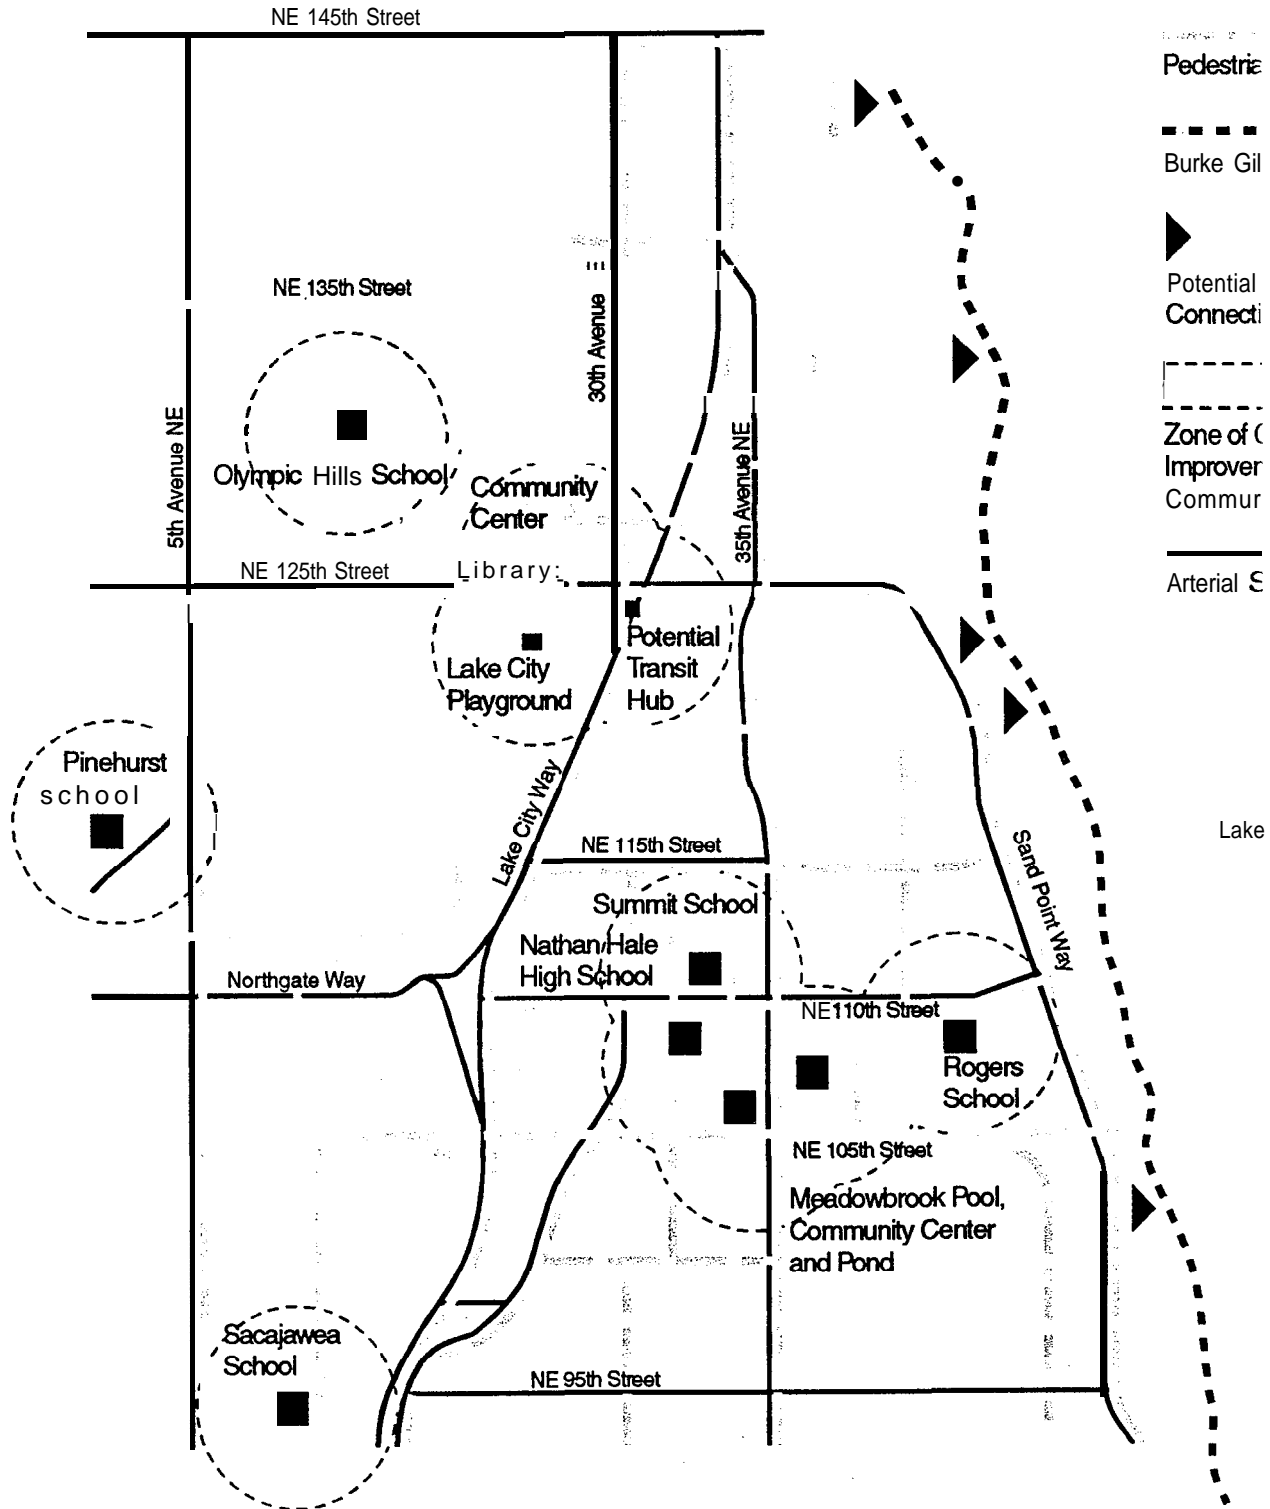 NE 145th Street
Pedestria
Burke Gil
Potential
Connecti
Zone of
Improver
Commur
Arterial S
NE 135th Street
30th Avenue
5th Avenue NE
35th Avenue NE
Olympic Hills School
Community
Center
NE 125th Street
Library:
Potential
Transit
Hub
Lake City
Playground
Pinehurst
school
Lake City Way
NE 115th Street
Lake
Sand Point Way
Summit School
Nathan Hale
High School
Northgate Way
NE 110th Street
Rogers
School
NE 105th Street
Meadowbrook Pool,
Community Center
and Pond
Sacajawea
School
NE 95th Street